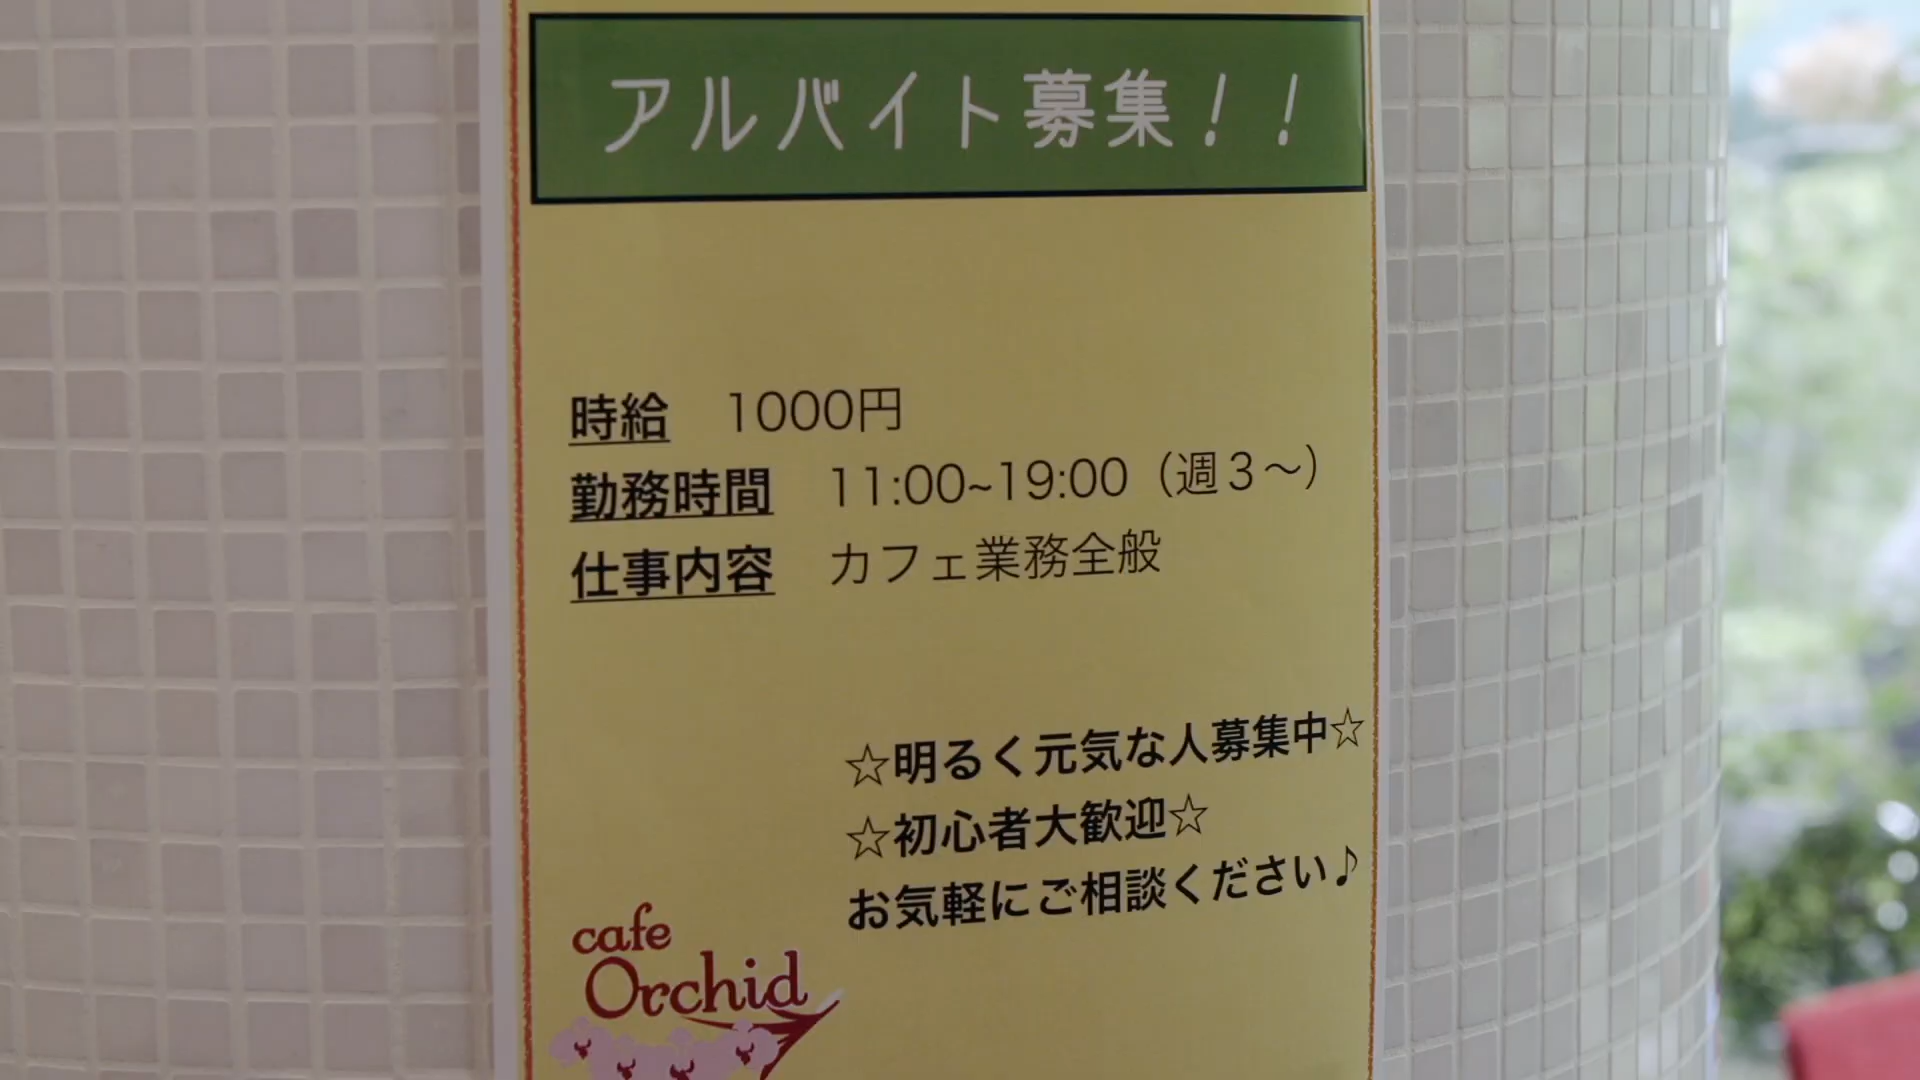 アルバイト募集！！
時給　1000円
勤務時間　11:00~19:00（週３～）
仕事内容　カフェ業務全般
☆明るく元気な人募集中☆
☆初心者大歓迎☆
お気軽にご相談ください♪
cafe
Orchid